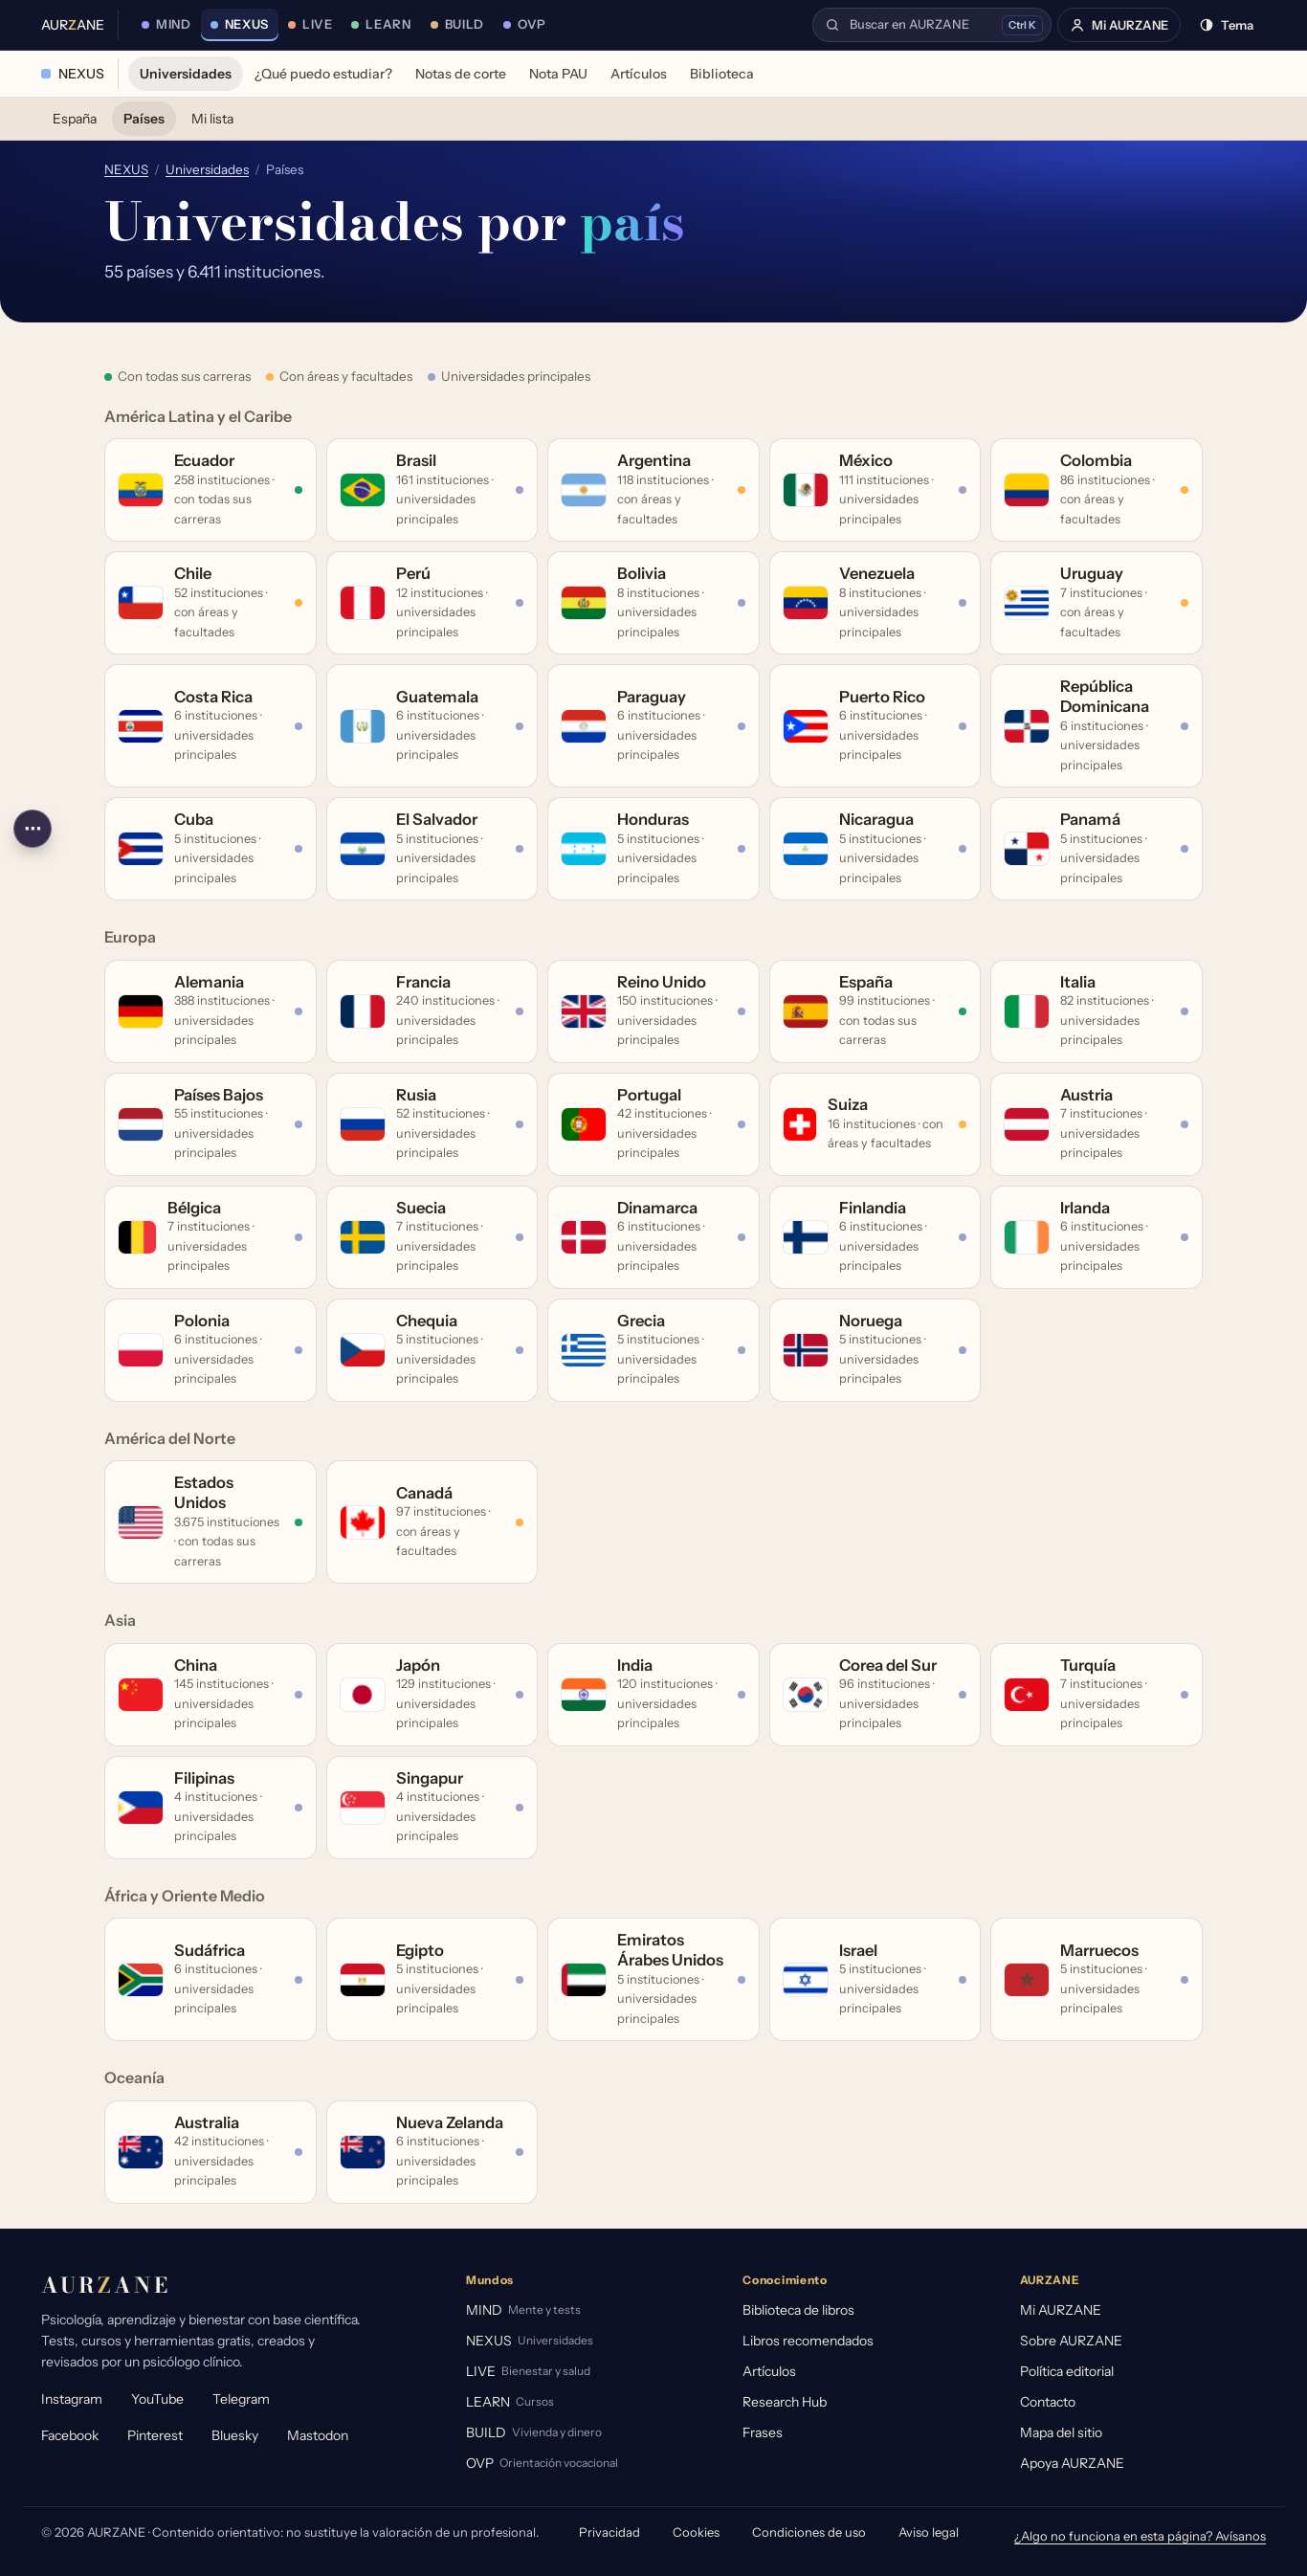 AURZANE
MIND
NEXUS
LIVE
LEARN
BUILD
OVP
Buscar en AURZANE
Ctrl K
Mi AURZANE
Tema
NEXUS
Universidades
¿Qué puedo estudiar?
Notas de corte
Nota PAU
Artículos
Biblioteca
España
Países
Mi lista
NEXUS / Universidades / Países
Universidades por país
55 países y 6.411 instituciones.
Con todas sus carreras
Con áreas y facultades
Universidades principales
América Latina y el Caribe
Ecuador
258 instituciones ·
con todas sus
carreras
Brasil
161 instituciones ·
universidades
principales
Argentina
118 instituciones ·
con áreas y
facultades
México
111 instituciones ·
universidades
principales
Colombia
86 instituciones ·
con áreas y
facultades
Chile
52 instituciones ·
con áreas y
facultades
Perú
12 instituciones ·
universidades
principales
Bolivia
8 instituciones ·
universidades
principales
Venezuela
8 instituciones ·
universidades
principales
Uruguay
7 instituciones ·
con áreas y
facultades
Costa Rica
6 instituciones ·
universidades
principales
Guatemala
6 instituciones ·
universidades
principales
Paraguay
6 instituciones ·
universidades
principales
Puerto Rico
6 instituciones ·
universidades
principales
República
Dominicana
6 instituciones ·
universidades
principales
Cuba
5 instituciones ·
universidades
principales
El Salvador
5 instituciones ·
universidades
principales
Honduras
5 instituciones ·
universidades
principales
Nicaragua
5 instituciones ·
universidades
principales
Panamá
5 instituciones ·
universidades
principales
Europa
Alemania
388 instituciones ·
universidades
principales
Francia
240 instituciones ·
universidades
principales
Reino Unido
150 instituciones ·
universidades
principales
España
99 instituciones ·
con todas sus
carreras
Italia
82 instituciones ·
universidades
principales
Países Bajos
55 instituciones ·
universidades
principales
Rusia
52 instituciones ·
universidades
principales
Portugal
42 instituciones ·
universidades
principales
Suiza
16 instituciones · con
áreas y facultades
Austria
7 instituciones ·
universidades
principales
Bélgica
7 instituciones ·
universidades
principales
Suecia
7 instituciones ·
universidades
principales
Dinamarca
6 instituciones ·
universidades
principales
Finlandia
6 instituciones ·
universidades
principales
Irlanda
6 instituciones ·
universidades
principales
Polonia
6 instituciones ·
universidades
principales
Chequia
5 instituciones ·
universidades
principales
Grecia
5 instituciones ·
universidades
principales
Noruega
5 instituciones ·
universidades
principales
América del Norte
Estados
Unidos
3.675 instituciones
· con todas sus
carreras
Canadá
97 instituciones ·
con áreas y
facultades
Asia
China
145 instituciones ·
universidades
principales
Japón
129 instituciones ·
universidades
principales
India
120 instituciones ·
universidades
principales
Corea del Sur
96 instituciones ·
universidades
principales
Turquía
7 instituciones ·
universidades
principales
Filipinas
4 instituciones ·
universidades
principales
Singapur
4 instituciones ·
universidades
principales
África y Oriente Medio
Sudáfrica
6 instituciones ·
universidades
principales
Egipto
5 instituciones ·
universidades
principales
Emiratos
Árabes Unidos
5 instituciones ·
universidades
principales
Israel
5 instituciones ·
universidades
principales
Marruecos
5 instituciones ·
universidades
principales
Oceanía
Australia
42 instituciones ·
universidades
principales
Nueva Zelanda
6 instituciones ·
universidades
principales
AURZANE
Psicología, aprendizaje y bienestar con base científica.
Tests, cursos y herramientas gratis, creados y
revisados por un psicólogo clínico.
Instagram
YouTube
Telegram
Facebook
Pinterest
Bluesky
Mastodon
Mundos
MIND Mente y tests
NEXUS Universidades
LIVE Bienestar y salud
LEARN Cursos
BUILD Vivienda y dinero
OVP Orientación vocacional
Conocimiento
Biblioteca de libros
Libros recomendados
Artículos
Research Hub
Frases
AURZANE
Mi AURZANE
Sobre AURZANE
Política editorial
Contacto
Mapa del sitio
Apoya AURZANE
© 2026 AURZANE · Contenido orientativo: no sustituye la valoración de un profesional.
Privacidad
Cookies
Condiciones de uso
Aviso legal
¿Algo no funciona en esta página? Avísanos